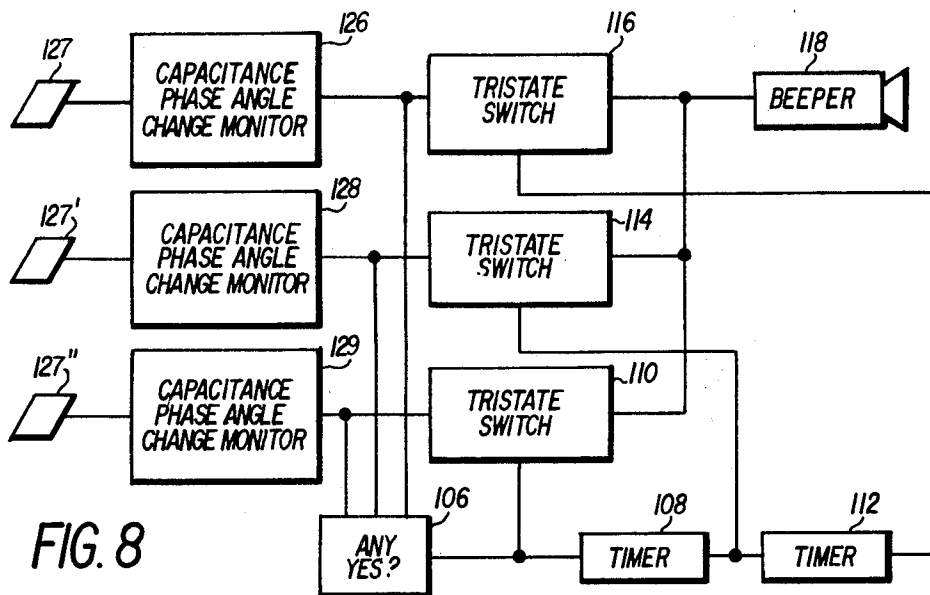 127
126
CAPACITANCE
PHASE ANGLE
CHANGE MONITOR
116
TRISTATE
SWITCH
118
BEEPER
127'
128
CAPACITANCE
PHASE ANGLE
CHANGE MONITOR
114
TRISTATE
SWITCH
127"
129
CAPACITANCE
PHASE ANGLE
CHANGE MONITOR
110
TRISTATE
SWITCH
106
ANY
YES?
108
TIMER
112
TIMER
FIG. 8